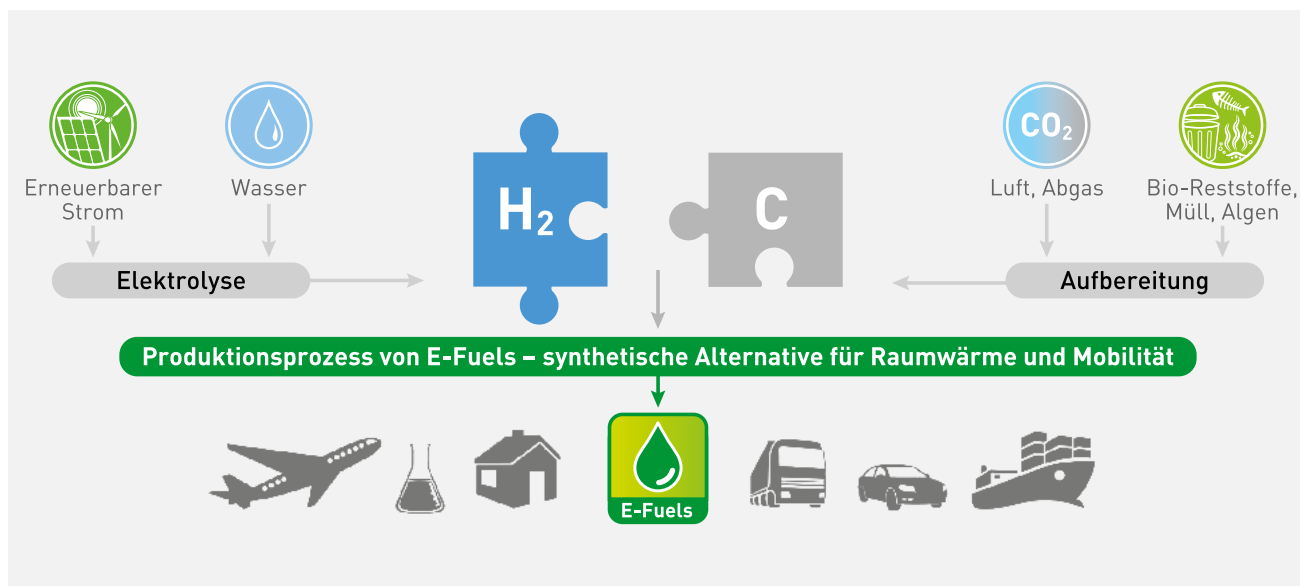 Erneuerbarer
Strom
Wasser
Elektrolyse
H₂
C
CO₂
Luft, Abgas
Bio-Reststoffe,
Müll, Algen
Aufbereitung
Produktionsprozess von E-Fuels – synthetische Alternative für Raumwärme und Mobilität
E-Fuels